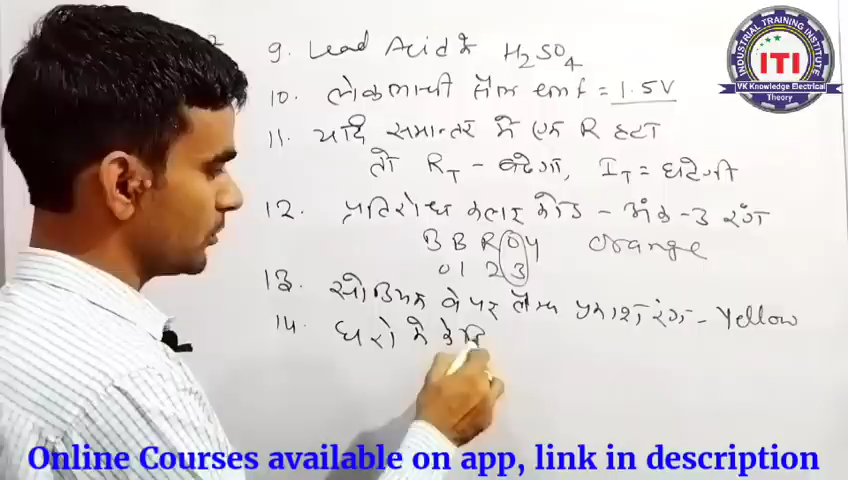 9. Lead Acid में H2SO4
10. लेकलांची सैल emf = 1.5V
11. यदि समान्तर में एक R हटा
तो RT - बढेगा, IT = घटेगी
12. प्रतिरोध कलर कोड - अंक - 3 रंग
B B R O Y Orange
0 1 2 3
13. सोडियम वेपर लैम्प प्रकाश रंग - Yellow
14. घरो में
INDUSTRIAL TRAINING INSTITUTE
ITI
VK Knowledge Electrical
Theory
Online Courses available on app, link in description